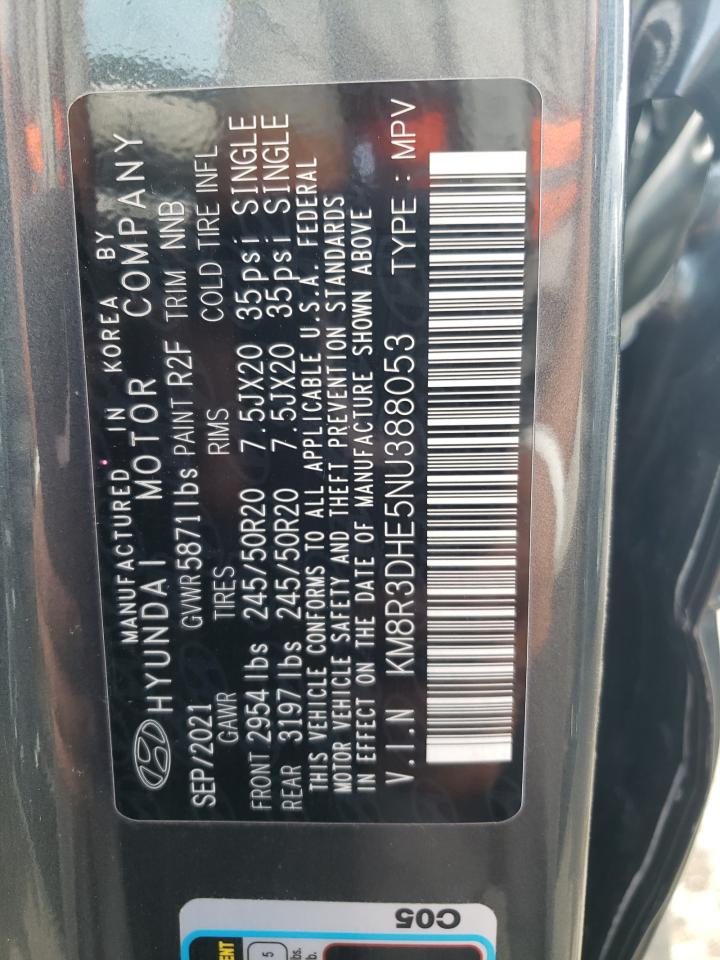 MANUFACTURED IN KOREA BY
HYUNDAI MOTOR COMPANY
SEP/2021 GVWR 5871 lbs PAINT R2F TRIM NNB
GAWR TIRES RIMS COLD TIRE INFL
FRONT 2954 lbs 245/50R20 7.5JX20 35psi SINGLE
REAR 3197 lbs 245/50R20 7.5JX20 35psi SINGLE
THIS VEHICLE CONFORMS TO ALL APPLICABLE U.S.A. FEDERAL
MOTOR VEHICLE SAFETY AND THEFT PREVENTION STANDARDS
IN EFFECT ON THE DATE OF MANUFACTURE SHOWN ABOVE
V.I.N KM8R3DHE5NU388053 TYPE : MPV
C05
5